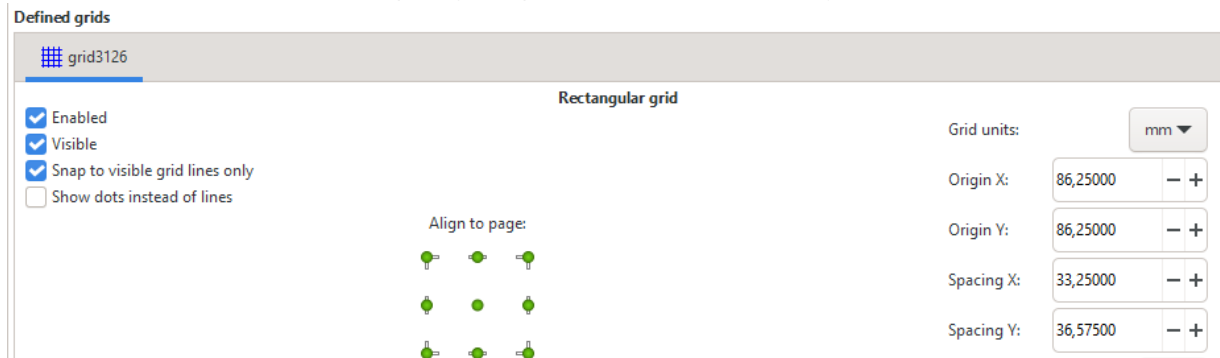 Defined grids
grid3126
Rectangular grid
Enabled
Visible
Snap to visible grid lines only
Show dots instead of lines
Align to page:
Grid units: mm
Origin X: 86,25000
Origin Y: 86,25000
Spacing X: 33,25000
Spacing Y: 36,57500